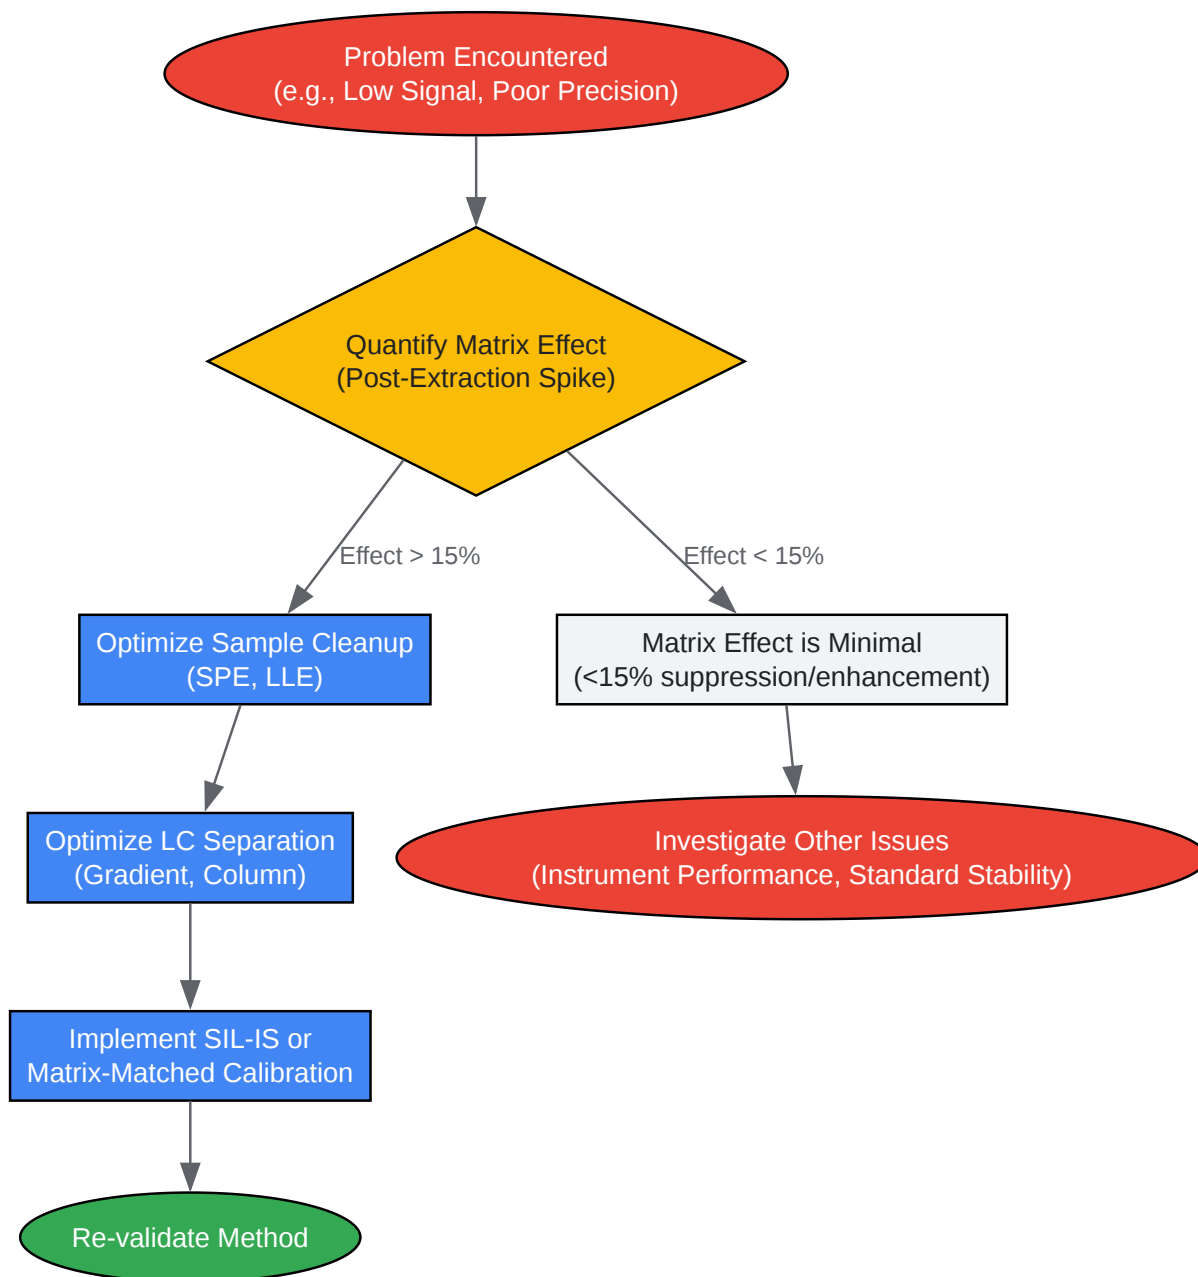 Problem Encountered
(e.g., Low Signal, Poor Precision)
Quantify Matrix Effect
(Post-Extraction Spike)
Effect > 15%
Effect < 15%
Optimize Sample Cleanup
(SPE, LLE)
Matrix Effect is Minimal
(<15% suppression/enhancement)
Optimize LC Separation
(Gradient, Column)
Investigate Other Issues
(Instrument Performance, Standard Stability)
Implement SIL-IS or
Matrix-Matched Calibration
Re-validate Method